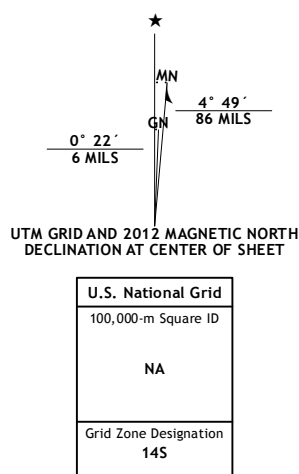 ★
MN
4° 49´
86 MILS
GN
0° 22´
6 MILS
UTM GRID AND 2012 MAGNETIC NORTH
DECLINATION AT CENTER OF SHEET
U.S. National Grid
100,000-m Square ID
NA
Grid Zone Designation
14S